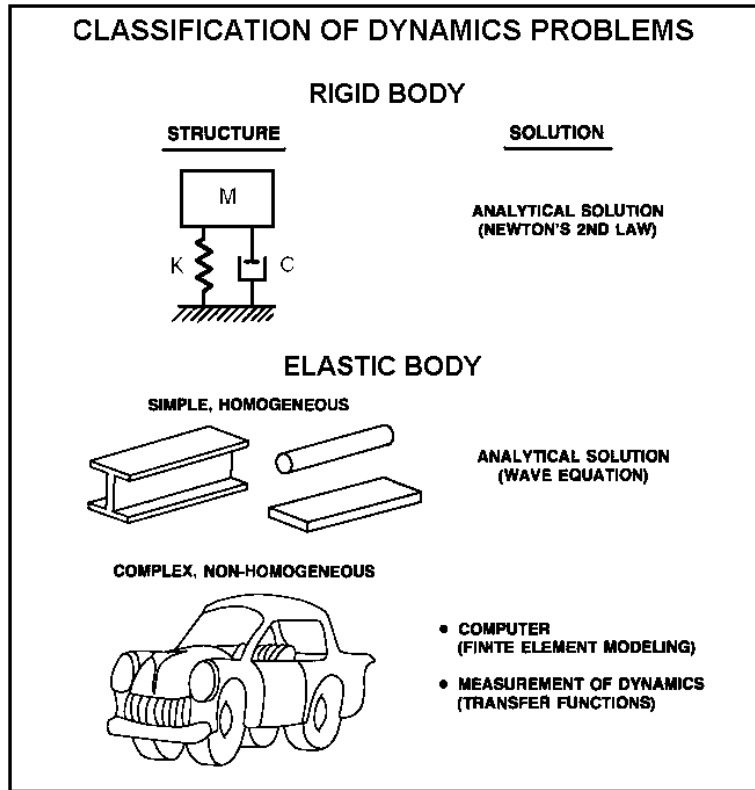 CLASSIFICATION OF DYNAMICS PROBLEMS
RIGID BODY
STRUCTURE
SOLUTION
M
K
C
ANALYTICAL SOLUTION
(NEWTON'S 2ND LAW)
ELASTIC BODY
SIMPLE, HOMOGENEOUS
ANALYTICAL SOLUTION
(WAVE EQUATION)
COMPLEX, NON-HOMOGENEOUS
• COMPUTER
(FINITE ELEMENT MODELING)
• MEASUREMENT OF DYNAMICS
(TRANSFER FUNCTIONS)